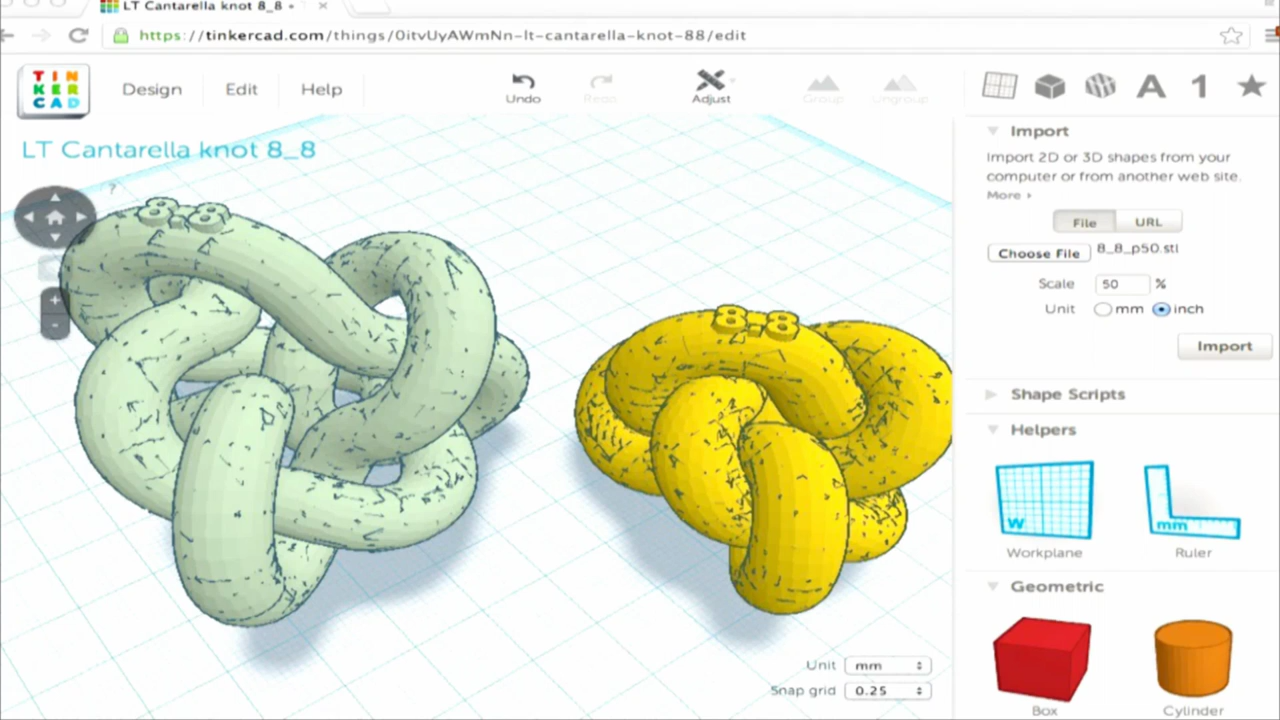 LT Cantarella knot 8_8
https://tinkercad.com/things/0itvUyAWmNn-lt-cantarella-knot-88/edit
TIN
KER
CAD
Design
Edit
Help
Undo
Redo
Adjust
Group
Ungroup
A
1
LT Cantarella knot 8_8
?
8_8
8_8
+
-
Import
Import 2D or 3D shapes from your
computer or from another web site.
More
File
URL
Choose File
8_8_p50.stl
Scale
50
%
Unit
mm
inch
Import
Shape Scripts
Helpers
W
mm
Workplane
Ruler
Geometric
Box
Cylinder
Unit
mm
Snap grid
0.25